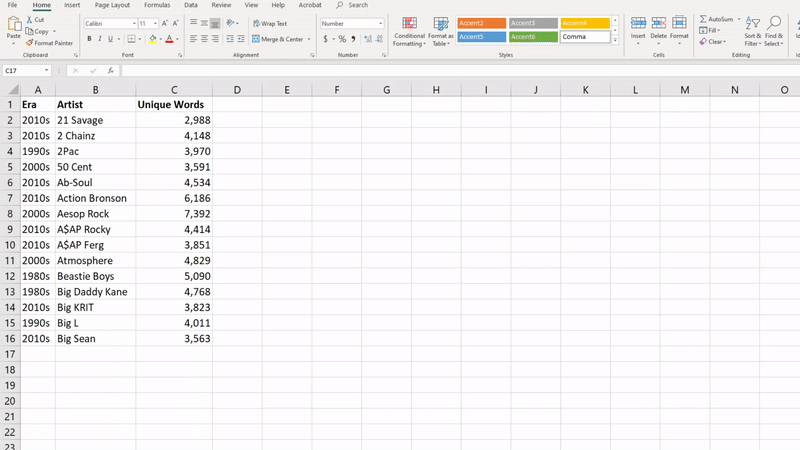 File Home Insert Page Layout Formulas Data Review View Help Acrobat Search
Cut
Copy
Format Painter
Paste
Clipboard
Calibri 11
B I U
Font
Wrap Text
Merge & Center
Alignment
Number
$ % 9
Number
Conditional Formatting
Format as Table
Accent2 Accent3 Accent4
Accent5 Accent6 Comma
Styles
Insert Delete Format
Cells
AutoSum
Fill
Clear
Sort & Filter
Find & Select
Editing
C17 fx
A B C D E F G H I J K L M N O
1 Era Artist Unique Words
2 2010s 21 Savage 2,988
3 2010s 2 Chainz 4,148
4 1990s 2Pac 3,970
5 2000s 50 Cent 3,591
6 2010s Ab-Soul 4,534
7 2010s Action Bronson 6,186
8 2000s Aesop Rock 7,392
9 2010s A$AP Rocky 4,414
10 2010s A$AP Ferg 3,851
11 2000s Atmosphere 4,829
12 1980s Beastie Boys 5,090
13 1980s Big Daddy Kane 4,768
14 2010s Big KRIT 3,823
15 1990s Big L 4,011
16 2010s Big Sean 3,563
17
18
19
20
21
22
23